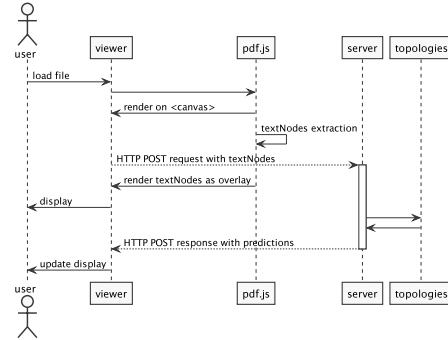 user
viewer
pdf.js
server
topologies
load file
render on <canvas>
textNodes extraction
HTTP POST request with textNodes
render textNodes as overlay
display
HTTP POST response with predictions
update display
user
viewer
pdf.js
server
topologies